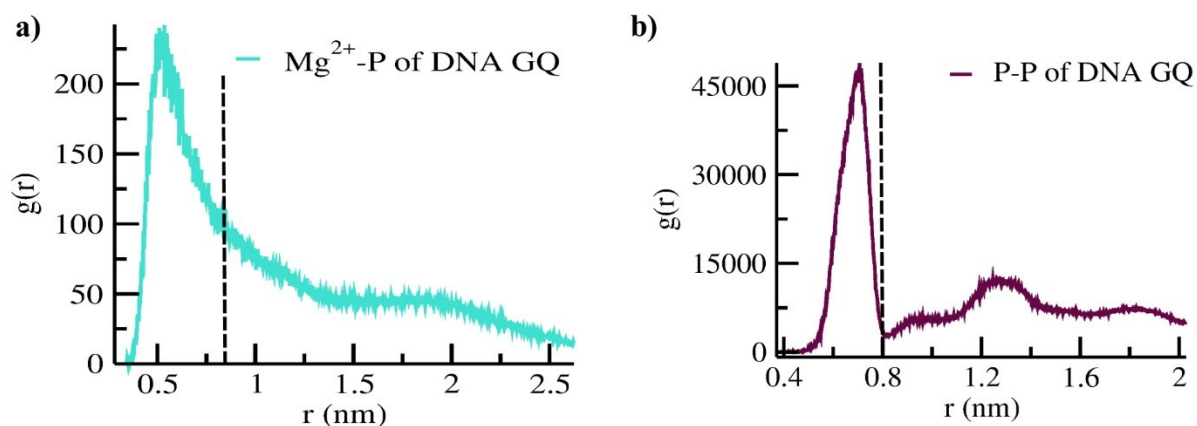 a)
Mg²⁺-P of DNA GQ
g(r)
200
150
100
50
0
0.5
1
1.5
2
2.5
r (nm)
b)
P-P of DNA GQ
g(r)
45000
30000
15000
0
0.4
0.8
1.2
1.6
2
r (nm)